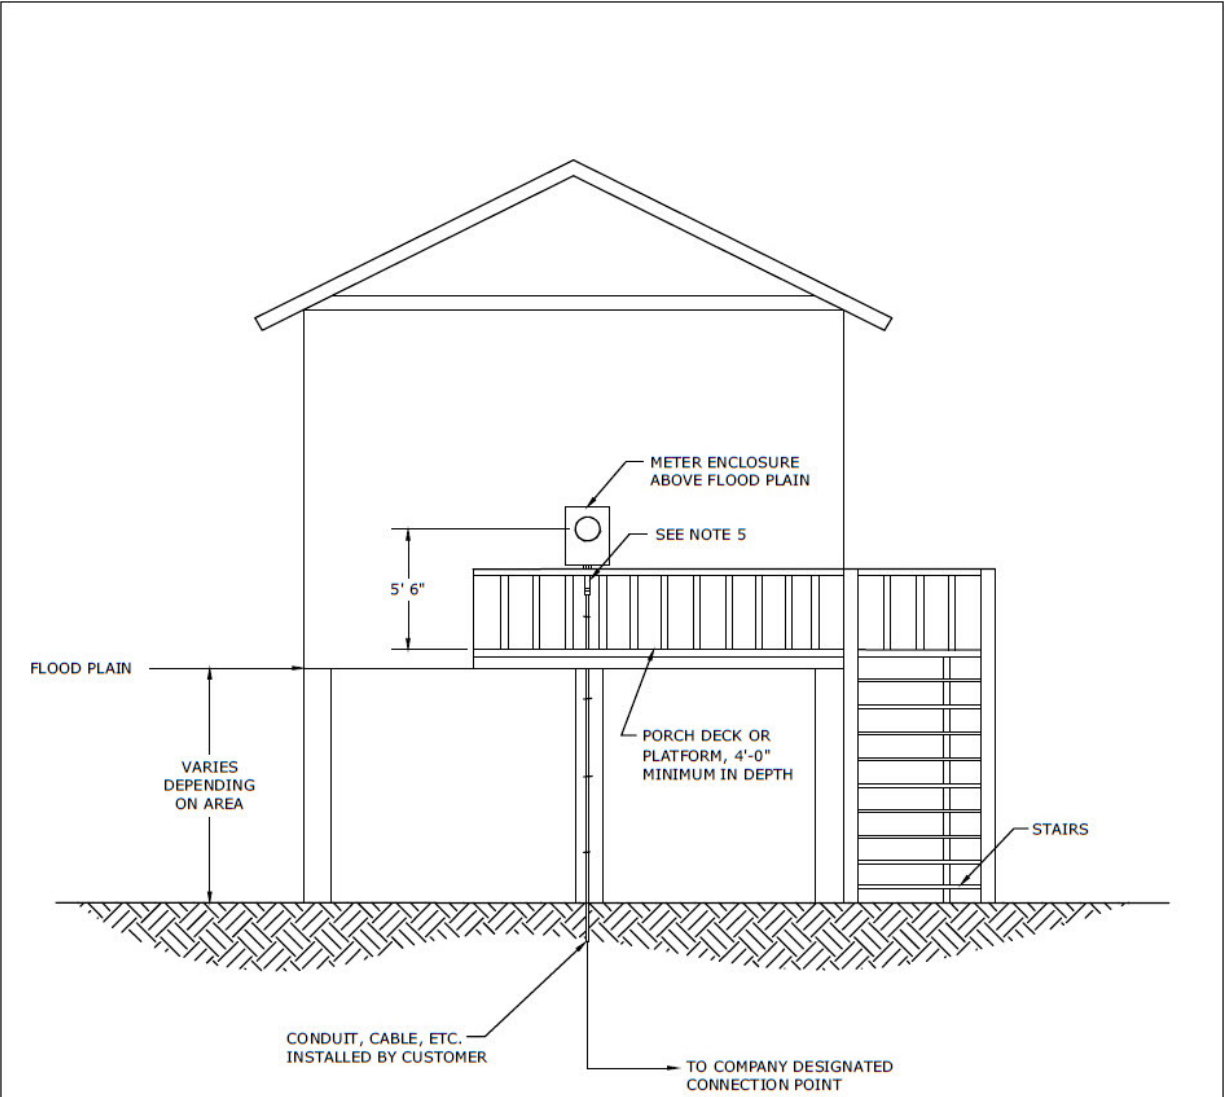 METER ENCLOSURE
ABOVE FLOOD PLAIN
SEE NOTE 5
5' 6"
FLOOD PLAIN
PORCH DECK OR
PLATFORM, 4'-0"
MINIMUM IN DEPTH
VARIES
DEPENDING
ON AREA
STAIRS
CONDUIT, CABLE, ETC.
INSTALLED BY CUSTOMER
TO COMPANY DESIGNATED
CONNECTION POINT